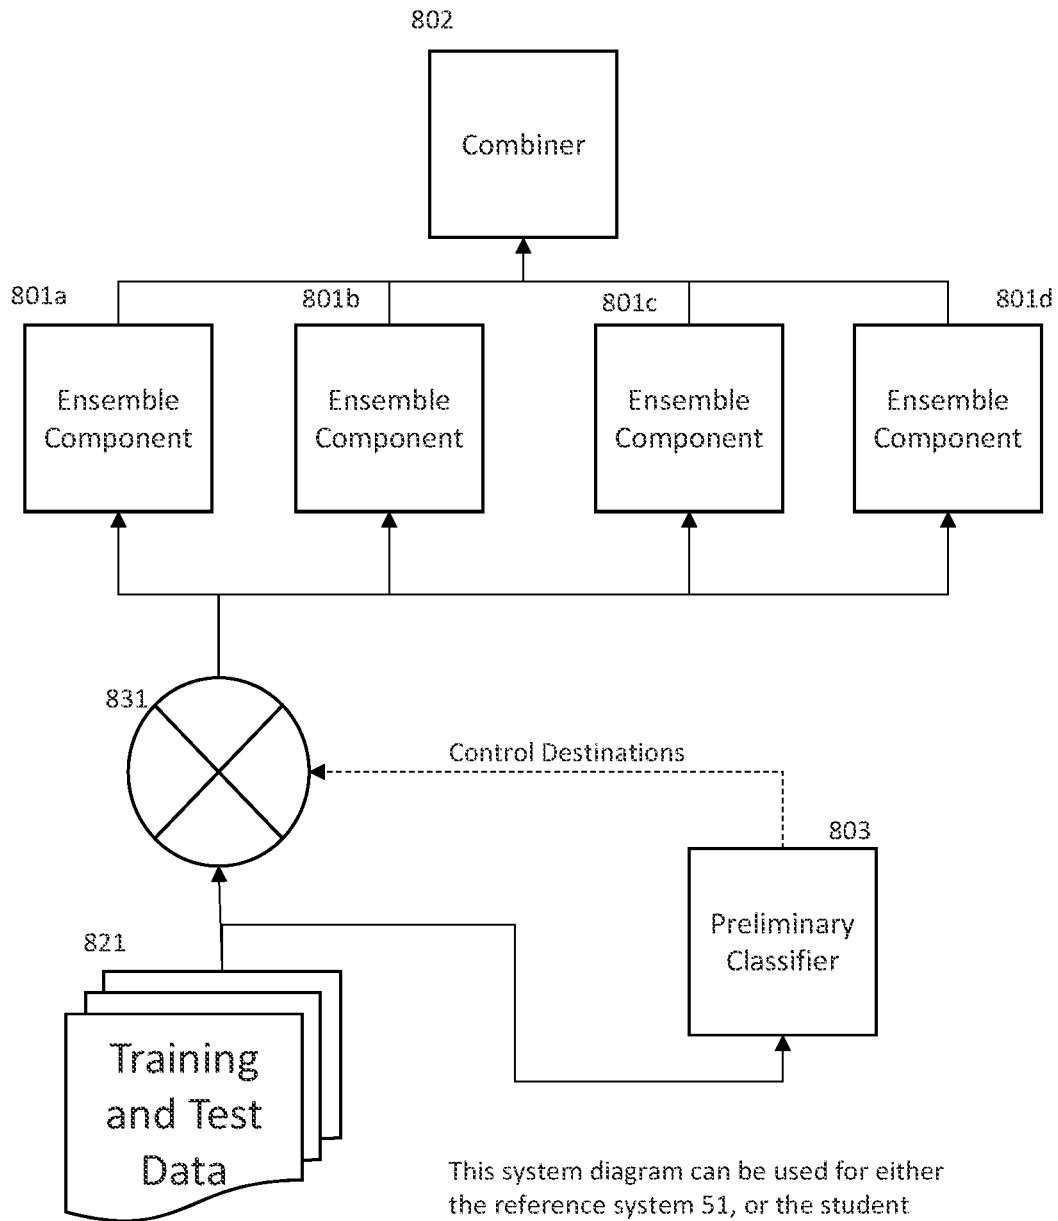 802
Combiner
801a
801b
801c
801d
Ensemble
Component
Ensemble
Component
Ensemble
Component
Ensemble
Component
831
Control Destinations
803
Preliminary
Classifier
821
Training
and Test
Data
This system diagram can be used for either
the reference system 51, or the student